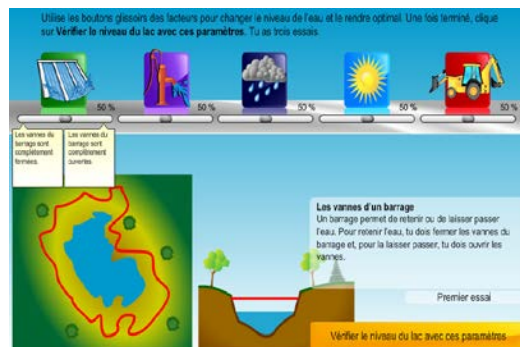 Utilise les boutons glissoirs des facteurs pour changer le niveau de l'eau et le rendre optimal. Une fois terminé, clique
sur Vérifier le niveau du lac avec ces paramètres. Tu as trois essais.
50 % 50 % 50 % 50 % 50 %
Les vannes du
barrage sont
complètement
fermées.
Les vannes du
barrage sont
complètement
ouvertes.
Les vannes d'un barrage
Un barrage permet de retenir ou de laisser passer
l'eau. Pour retenir l'eau, tu dois fermer les vannes du
barrage et, pour la laisser passer, tu dois ouvrir les
vannes.
Premier essai
Vérifier le niveau du lac avec ces paramètres